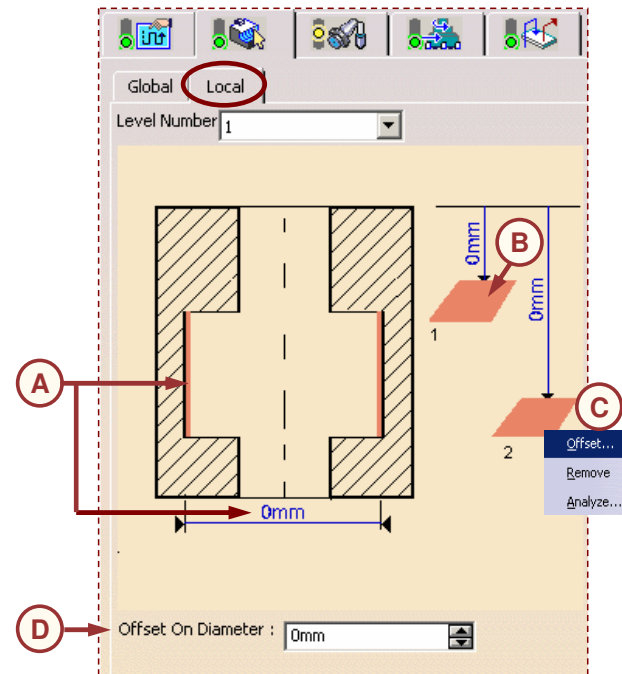 Global Local
Level Number 1
B
0mm
0mm
1
A
C
2
Offset...
Remove
Analyze...
0mm
D
Offset On Diameter : 0mm